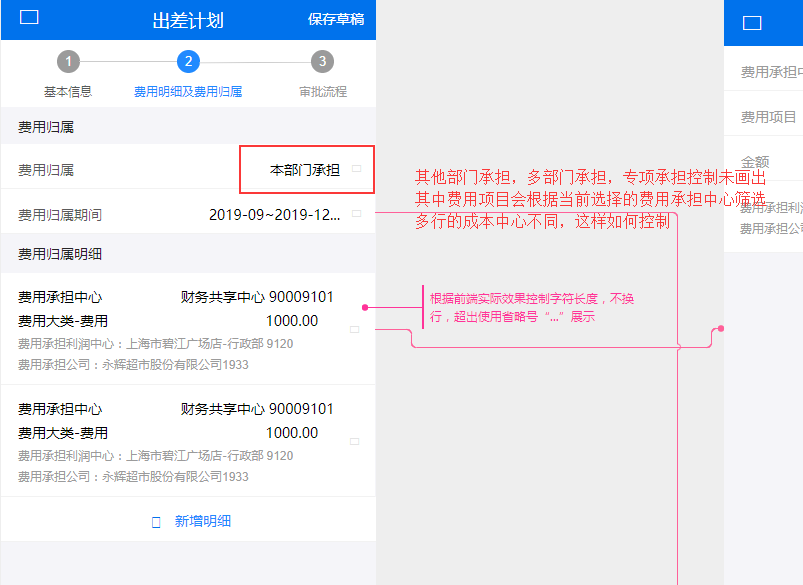 出差计划
保存草稿
1
2
3
基本信息
费用明细及费用归属
审批流程
费用归属
费用归属
本部门承担
费用归属期间
2019-09~2019-12...
费用归属明细
费用承担中心
财务共享中心 90009101
费用大类-费用
1000.00
费用承担利润中心：上海市碧江广场店-行政部 9120
费用承担公司：永辉超市股份有限公司1933
费用承担中心
财务共享中心 90009101
费用大类-费用
1000.00
费用承担利润中心：上海市碧江广场店-行政部 9120
费用承担公司：永辉超市股份有限公司1933
新增明细
其他部门承担，多部门承担，专项承担控制未画出
其中费用项目会根据当前选择的费用承担中心筛选
多行的成本中心不同，这样如何控制
根据前端实际效果控制字符长度，不换
行，超出使用省略号“...”展示
费用承担中
费用项目
金额
费用承担利润
费用承担公司